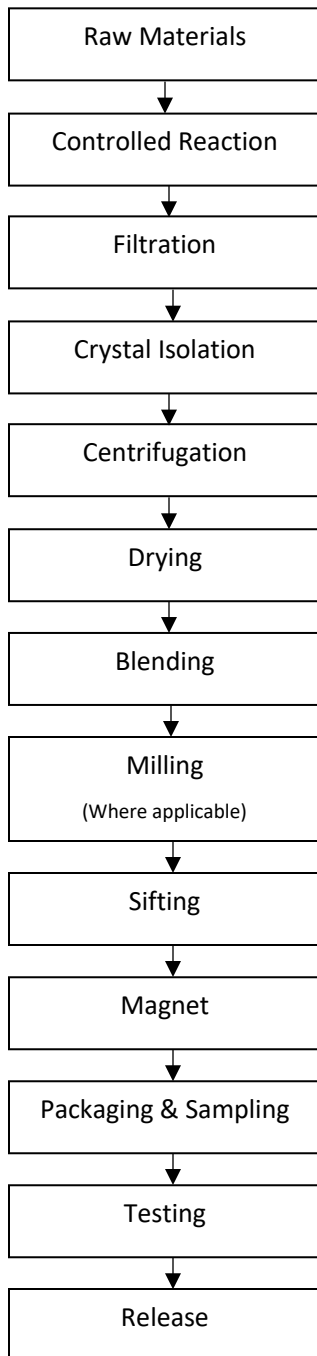 Raw Materials
Controlled Reaction
Filtration
Crystal Isolation
Centrifugation
Drying
Blending
Milling
(Where applicable)
Sifting
Magnet
Packaging & Sampling
Testing
Release